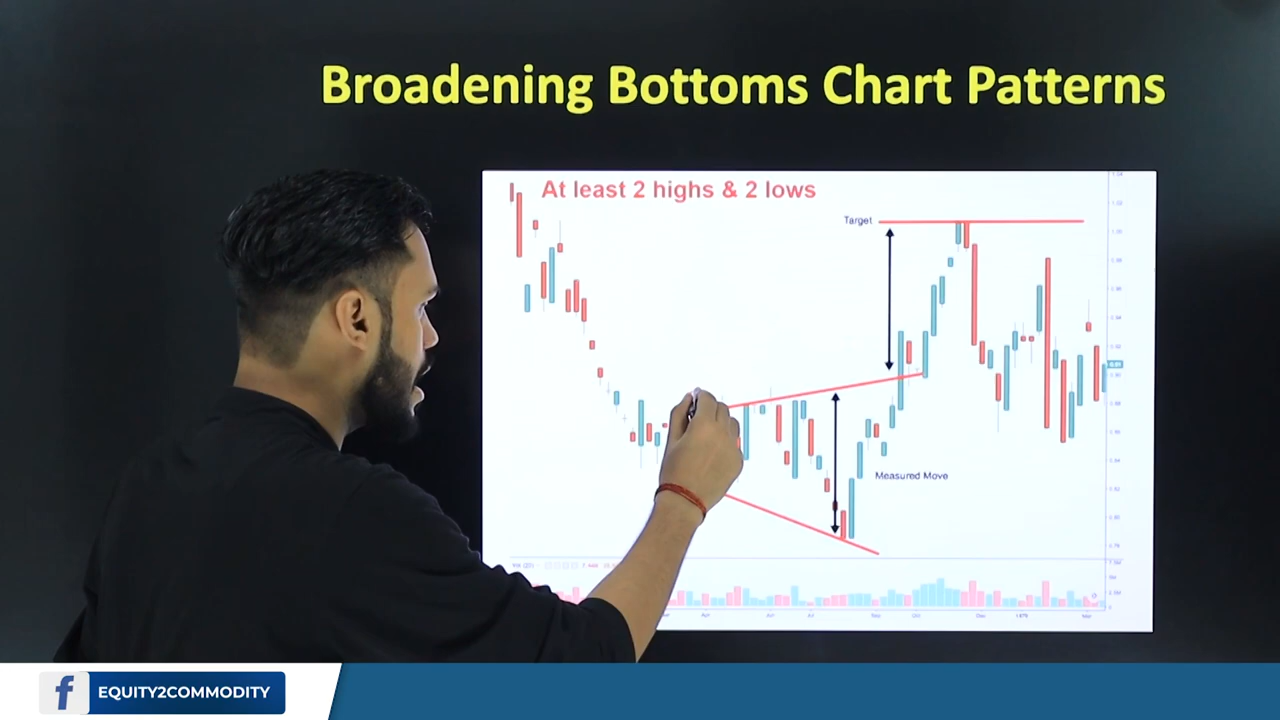 Broadening Bottoms Chart Patterns
At least 2 highs & 2 lows
Target
Measured Move
f EQUITY2COMMODITY